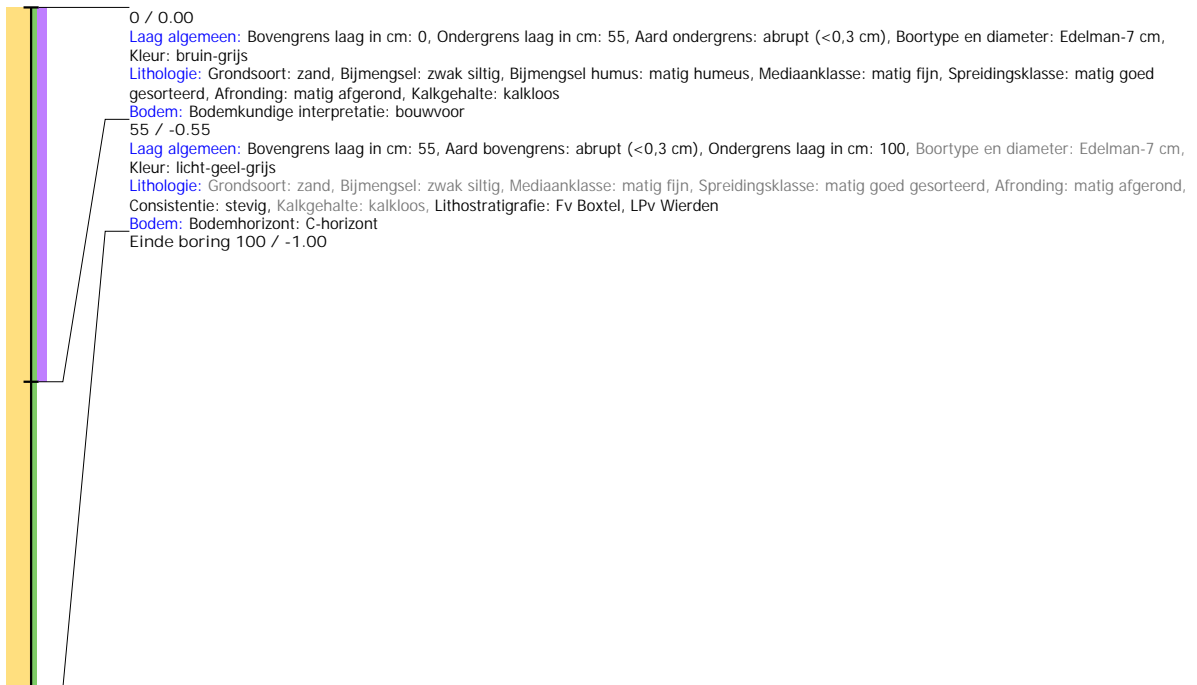 0 / 0.00
Laag algemeen: Bovengrens laag in cm: 0, Ondergrens laag in cm: 55, Aard ondergrens: abrupt (<0,3 cm), Boortype en diameter: Edelman-7 cm,
Kleur: bruin-grijs
Lithologie: Grondsoort: zand, Bijmengsel: zwak siltig, Bijmengsel humus: matig humeus, Mediaanklasse: matig fijn, Spreidingsklasse: matig goed
gesorteerd, Afronding: matig afgerond, Kalkgehalte: kalkloos
Bodem: Bodemkundige interpretatie: bouwvoor
55 / -0.55
Laag algemeen: Bovengrens laag in cm: 55, Aard bovengrens: abrupt (<0,3 cm), Ondergrens laag in cm: 100, Boortype en diameter: Edelman-7 cm,
Kleur: licht-geel-grijs
Lithologie: Grondsoort: zand, Bijmengsel: zwak siltig, Mediaanklasse: matig fijn, Spreidingsklasse: matig goed gesorteerd, Afronding: matig afgerond,
Consistentie: stevig, Kalkgehalte: kalkloos, Lithostratigrafie: Fv Boxtel, LPv Wierden
Bodem: Bodemhorizont: C-horizont
Einde boring 100 / -1.00